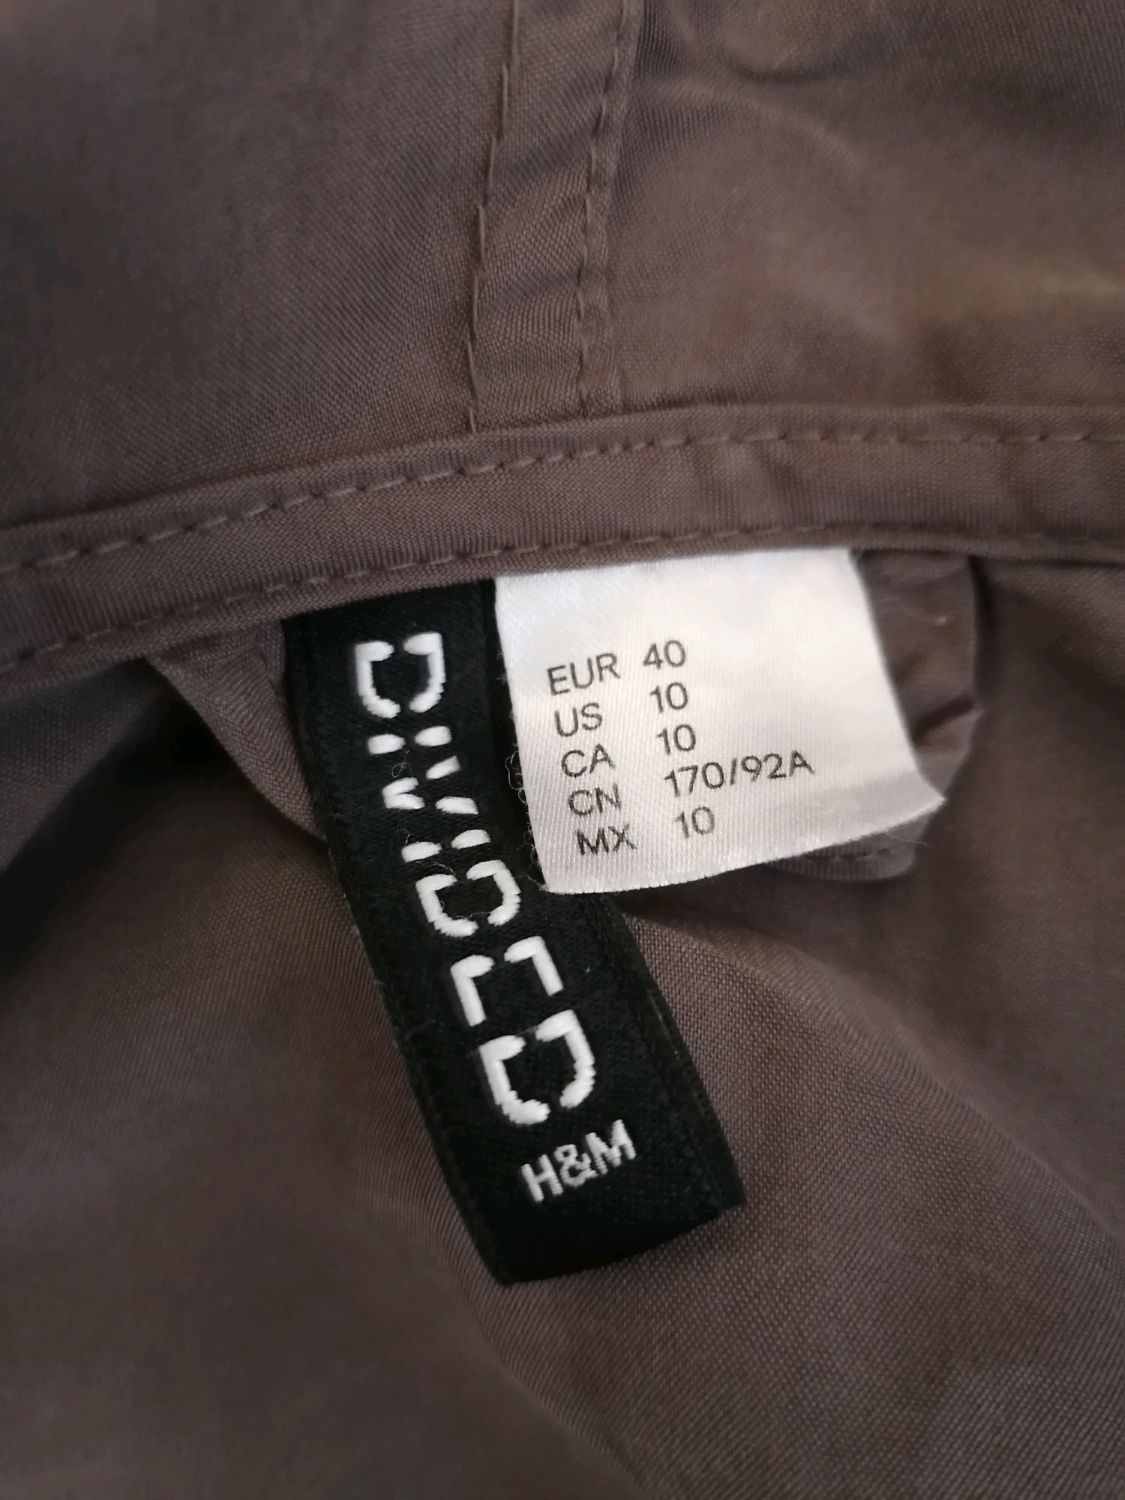 DIVIDED
H&M
EUR 40
US 10
CA 10
CN 170/92A
MX 10